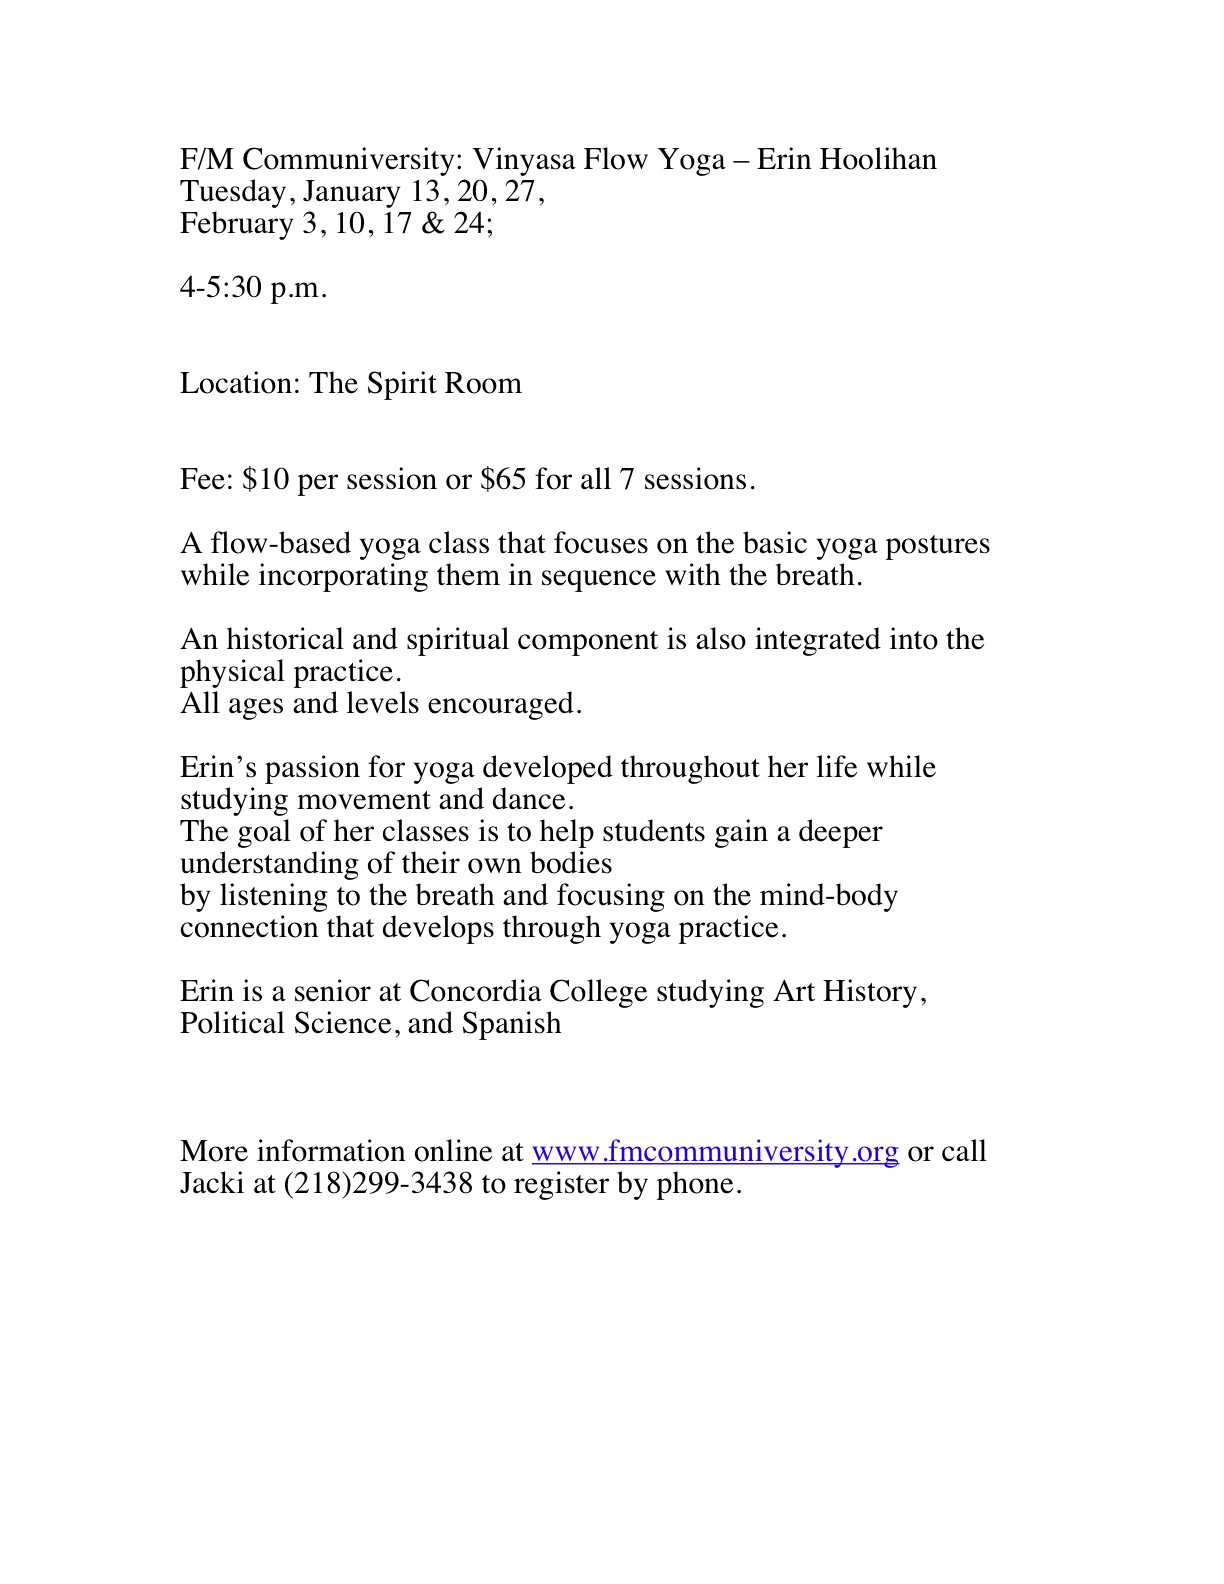 F/M Communiversity: Vinyasa Flow Yoga – Erin Hoolihan
Tuesday, January 13, 20, 27,
February 3, 10, 17 & 24;
4-5:30 p.m.
Location: The Spirit Room
Fee: $10 per session or $65 for all 7 sessions.
A flow-based yoga class that focuses on the basic yoga postures
while incorporating them in sequence with the breath.
An historical and spiritual component is also integrated into the
physical practice.
All ages and levels encouraged.
Erin’s passion for yoga developed throughout her life while
studying movement and dance.
The goal of her classes is to help students gain a deeper
understanding of their own bodies
by listening to the breath and focusing on the mind-body
connection that develops through yoga practice.
Erin is a senior at Concordia College studying Art History,
Political Science, and Spanish
More information online at www.fmcommuniversity.org or call
Jacki at (218)299-3438 to register by phone.